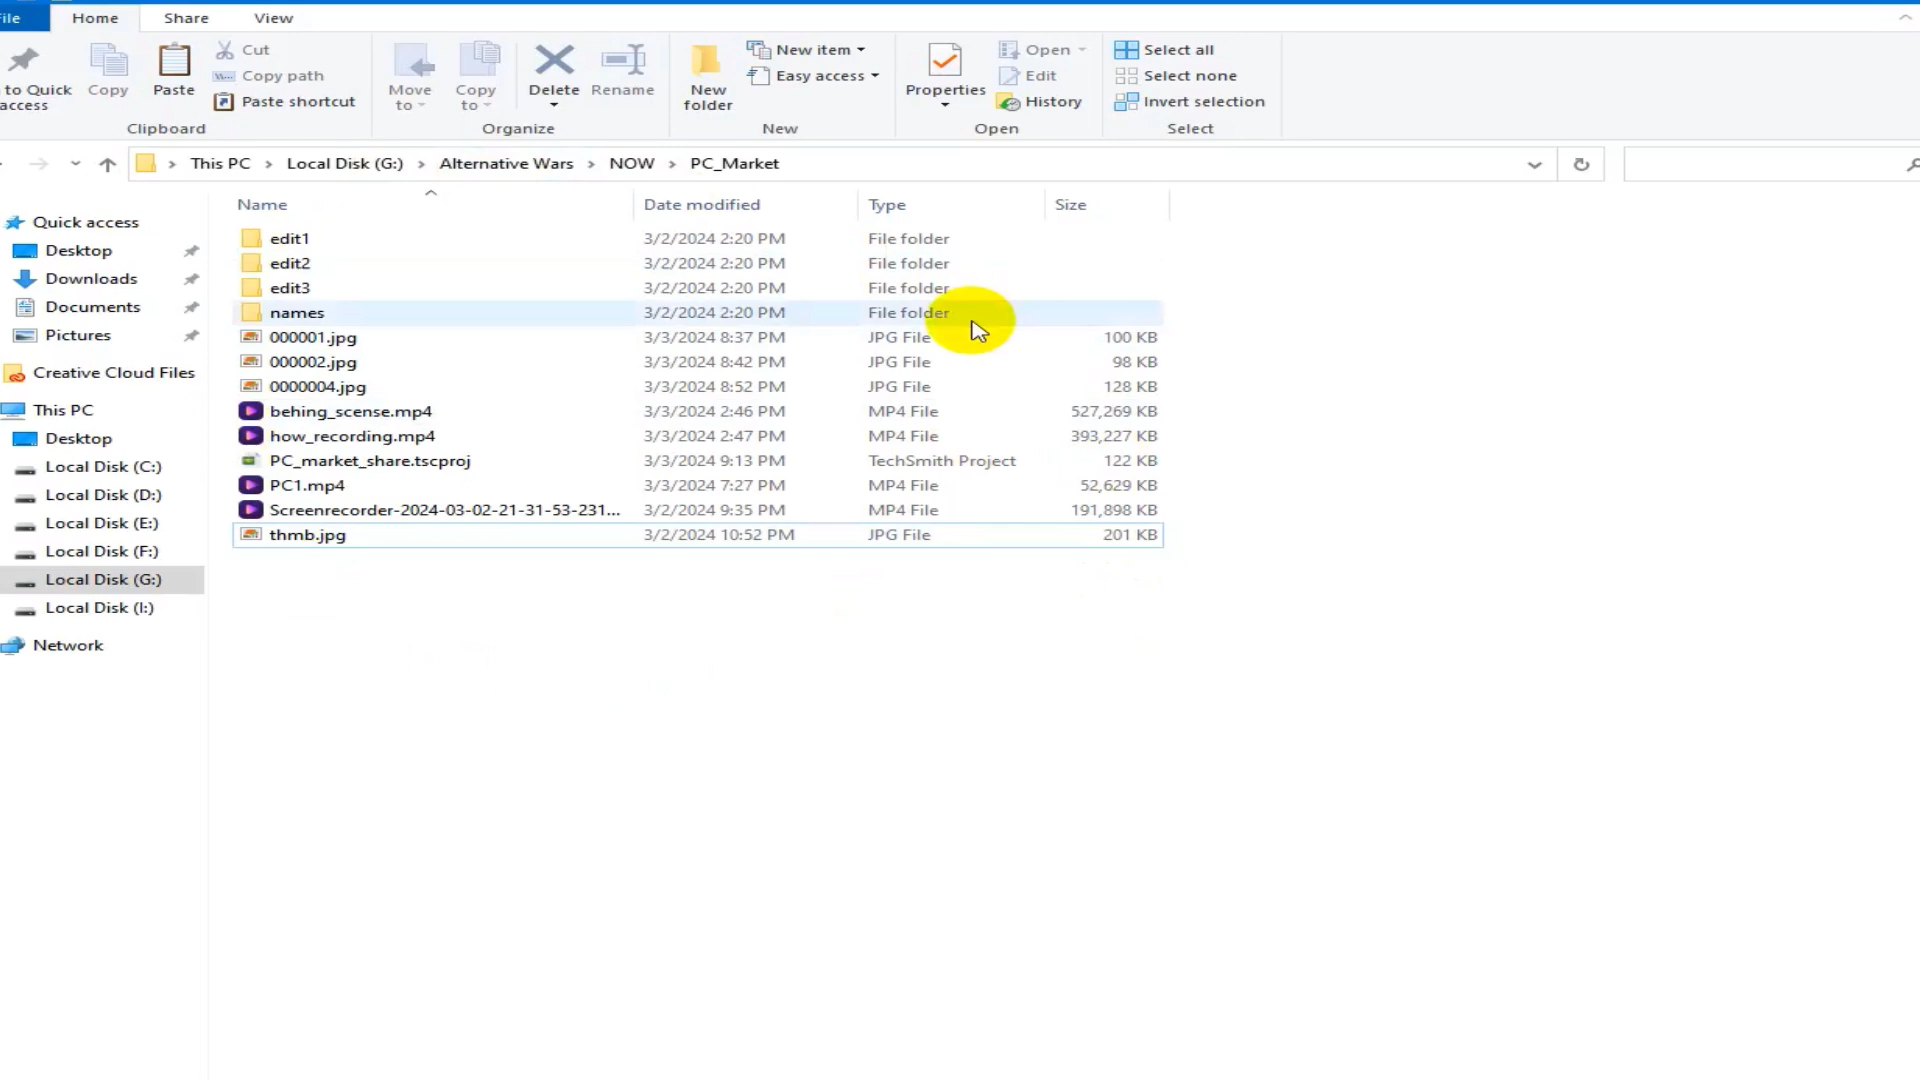 File Home Share View
to Quick access
Copy
Paste
Cut
Copy path
Paste shortcut
Clipboard
Move to
Copy to
Delete
Rename
Organize
New folder
New item
Easy access
New
Properties
Open
Edit
History
Open
Select all
Select none
Invert selection
Select
This PC > Local Disk (G:) > Alternative Wars > NOW > PC_Market
Quick access
Desktop
Downloads
Documents
Pictures
Creative Cloud Files
This PC
Desktop
Local Disk (C:)
Local Disk (D:)
Local Disk (E:)
Local Disk (F:)
Local Disk (G:)
Local Disk (I:)
Network
Name Date modified Type Size
edit1 3/2/2024 2:20 PM File folder
edit2 3/2/2024 2:20 PM File folder
edit3 3/2/2024 2:20 PM File folder
names 3/2/2024 2:20 PM File folder
000001.jpg 3/3/2024 8:37 PM JPG File 100 KB
000002.jpg 3/3/2024 8:42 PM JPG File 98 KB
0000004.jpg 3/3/2024 8:52 PM JPG File 128 KB
behing_scense.mp4 3/3/2024 2:46 PM MP4 File 527,269 KB
how_recording.mp4 3/3/2024 2:47 PM MP4 File 393,227 KB
PC_market_share.tscproj 3/3/2024 9:13 PM TechSmith Project 122 KB
PC1.mp4 3/3/2024 7:27 PM MP4 File 52,629 KB
Screenrecorder-2024-03-02-21-31-53-231... 3/2/2024 9:35 PM MP4 File 191,898 KB
thmb.jpg 3/2/2024 10:52 PM JPG File 201 KB